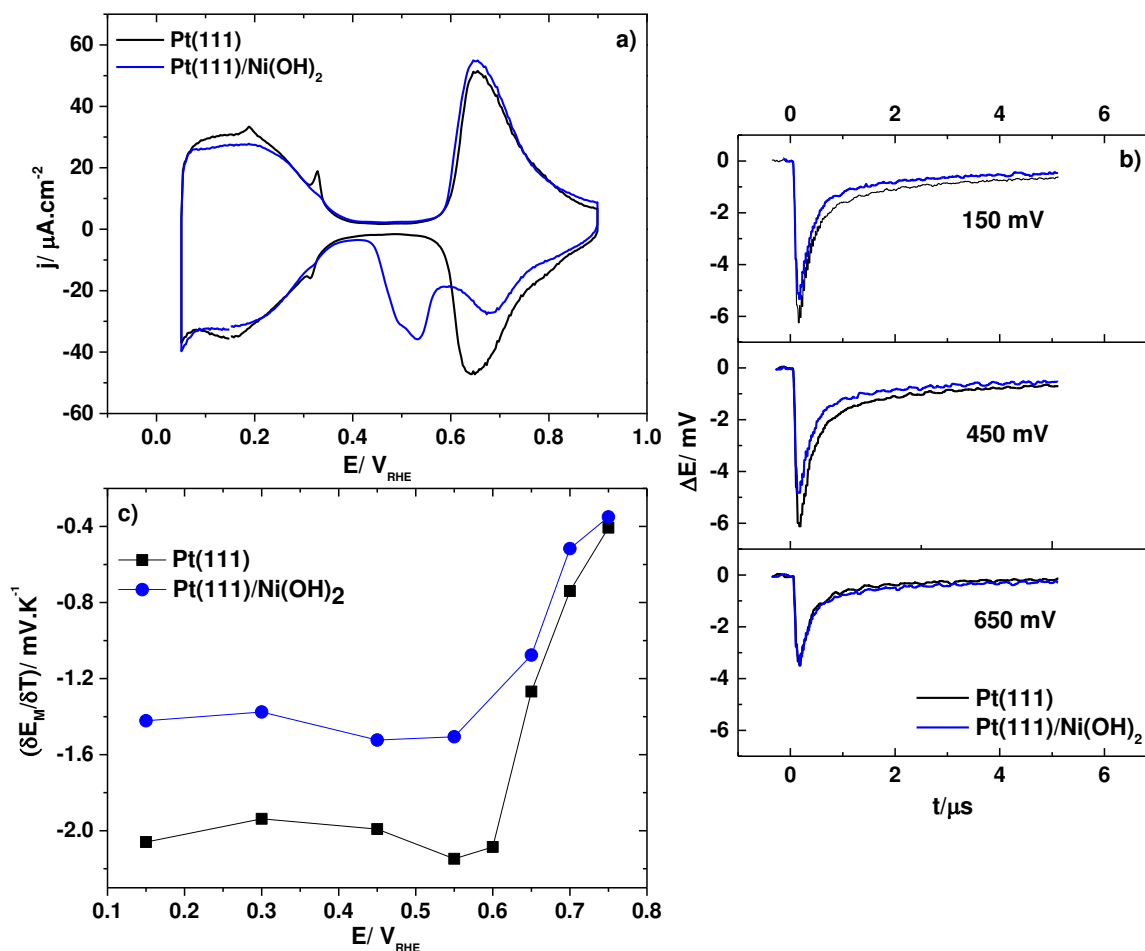 a)
Pt(111)
Pt(111)/Ni(OH)2
60
40
20
0
-20
-40
-60
j/ μA.cm-2
0.0 0.2 0.4 0.6 0.8 1.0
E/ VRHE
b)
0 2 4 6
0
-2
-4
-6
150 mV
0
-2
-4
-6
450 mV
0
-2
-4
-6
650 mV
Pt(111)
Pt(111)/Ni(OH)2
ΔE/ mV
0 2 4 6
t/μs
c)
Pt(111)
Pt(111)/Ni(OH)2
-0.4
-0.8
-1.2
-1.6
-2.0
(δEM/δT)/ mV.K-1
0.1 0.2 0.3 0.4 0.5 0.6 0.7 0.8
E/ VRHE